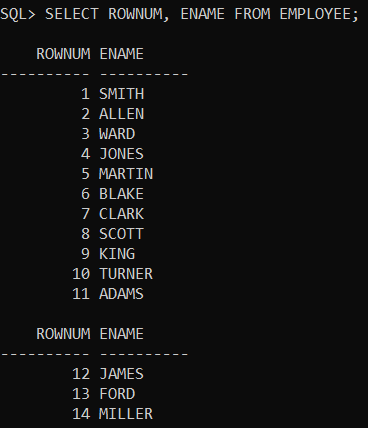 SQL> SELECT ROWNUM, ENAME FROM EMPLOYEE;
ROWNUM ENAME
---------- ----------
1 SMITH
2 ALLEN
3 WARD
4 JONES
5 MARTIN
6 BLAKE
7 CLARK
8 SCOTT
9 KING
10 TURNER
11 ADAMS
ROWNUM ENAME
---------- ----------
12 JAMES
13 FORD
14 MILLER